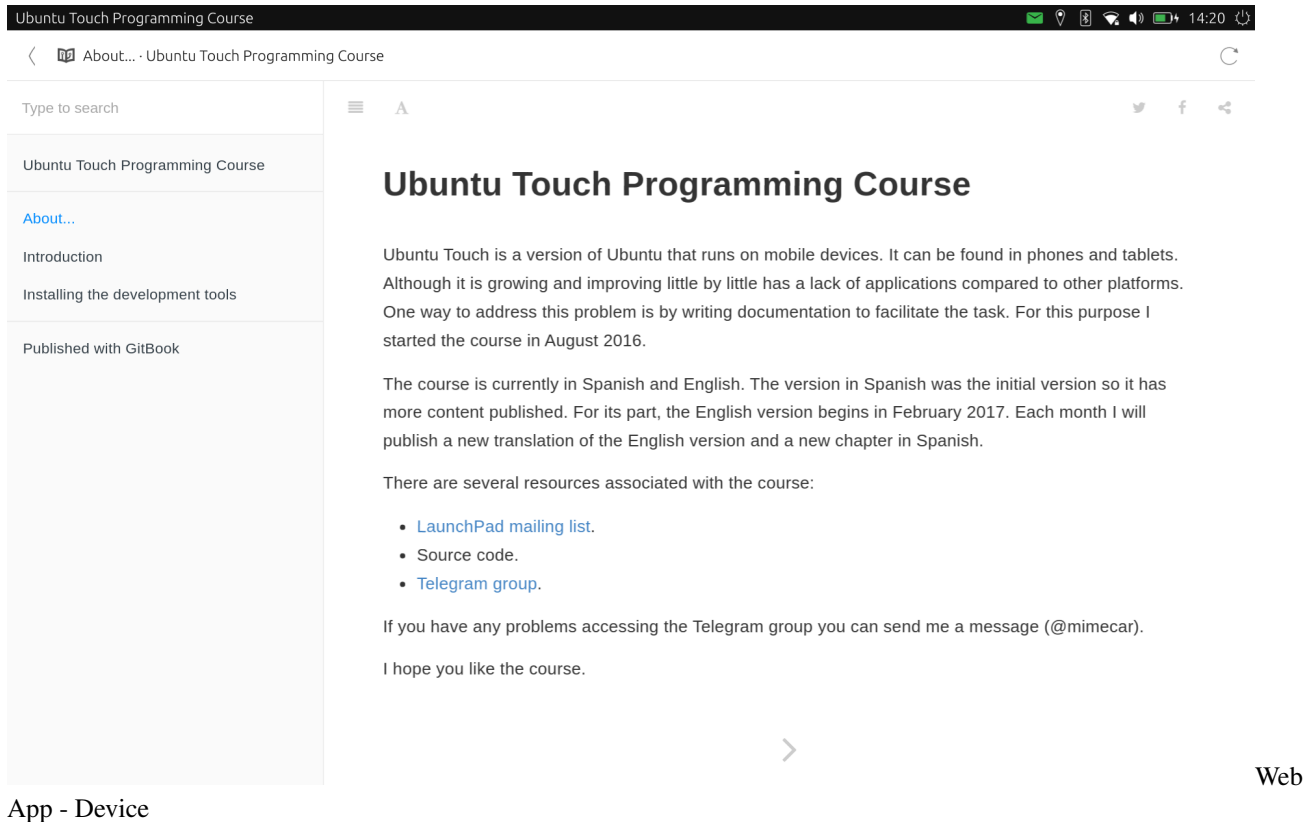 Ubuntu Touch Programming Course
14:20
About... · Ubuntu Touch Programming Course
Type to search
A
Ubuntu Touch Programming Course
About...
Introduction
Installing the development tools
Published with GitBook
Ubuntu Touch Programming Course
Ubuntu Touch is a version of Ubuntu that runs on mobile devices. It can be found in phones and tablets.
Although it is growing and improving little by little has a lack of applications compared to other platforms.
One way to address this problem is by writing documentation to facilitate the task. For this purpose I
started the course in August 2016.
The course is currently in Spanish and English. The version in Spanish was the initial version so it has
more content published. For its part, the English version begins in February 2017. Each month I will
publish a new translation of the English version and a new chapter in Spanish.
There are several resources associated with the course:
• LaunchPad mailing list.
• Source code.
• Telegram group.
If you have any problems accessing the Telegram group you can send me a message (@mimecar).
I hope you like the course.
Web
App - Device